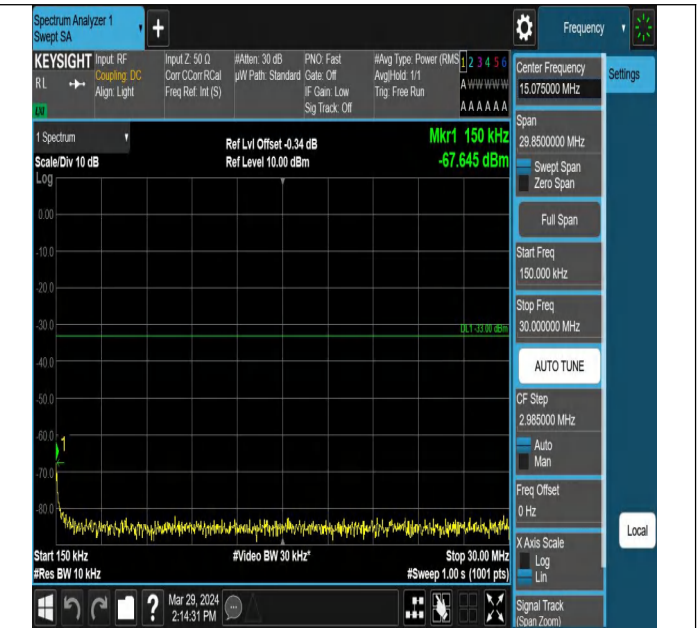 Spectrum Analyzer 1
Swept SA
+
Frequency
KEYSIGHT
RL
LXI
Input: RF
Coupling: DC
Align: Light
Input Z: 50 Ω
Corr CCorr RCal
Freq Ref: Int (S)
#Atten: 30 dB
µW Path: Standard
PNO: Fast
Gate: Off
IF Gain: Low
Sig Track: Off
#Avg Type: Power (RMS
Avg|Hold: 1/1
Trig: Free Run
1 2 3 4 5 6
A W W W W W
A A A A A A
1 Spectrum
Scale/Div 10 dB
Ref Lvl Offset -0.34 dB
Ref Level 10.00 dBm
Mkr1 150 kHz
-67.645 dBm
Log
0.00
-10.0
-20.0
-30.0
DL1 -33.00 dBm
-40.0
-50.0
-60.0
1
-70.0
-80.0
Start 150 kHz
#Video BW 30 kHz*
Stop 30.00 MHz
#Res BW 10 kHz
#Sweep 1.00 s (1001 pts)
?
Mar 29, 2024
2:14:31 PM
Center Frequency
15.075000 MHz
Settings
Span
29.8500000 MHz
Swept Span
Zero Span
Full Span
Start Freq
150.000 kHz
Stop Freq
30.000000 MHz
AUTO TUNE
CF Step
2.985000 MHz
Auto
Man
Freq Offset
0 Hz
X Axis Scale
Log
Lin
Local
Signal Track
(Span Zoom)